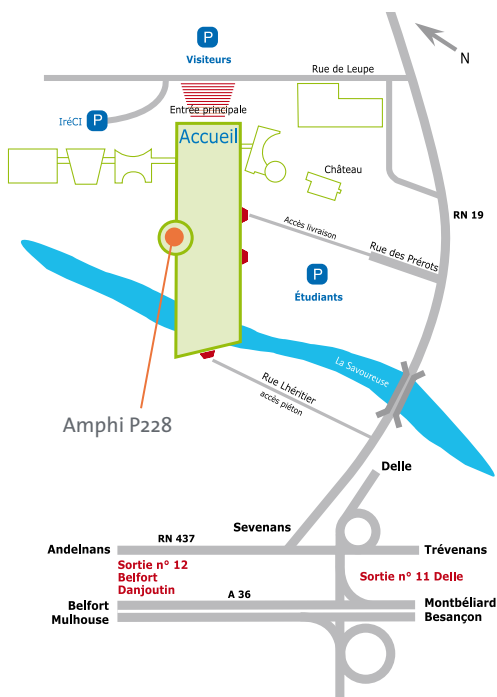 P
Visiteurs
N
Rue de Leupe
Entrée principale
IréCI
P
Accueil
Château
RN 19
Accès livraison
Rue des Prérots
P
Étudiants
La Savoureuse
Rue Lhéritier
accès piéton
Amphi P228
Delle
Sevenans
RN 437
Andelnans
Trévenans
Sortie n° 12
Belfort
Danjoutin
Sortie n° 11 Delle
A 36
Belfort
Mulhouse
Montbéliard
Besançon